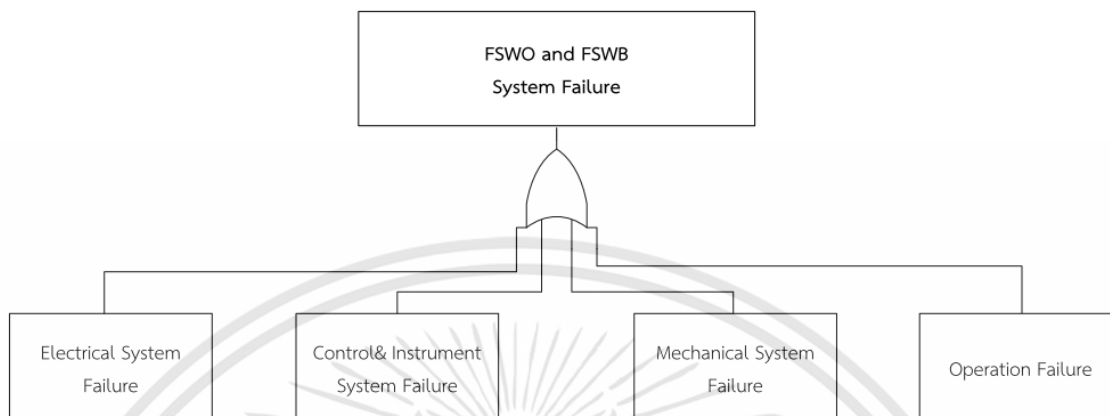 FSWO and FSWB
System Failure
Electrical System
Failure
Control& Instrument
System Failure
Mechanical System
Failure
Operation Failure